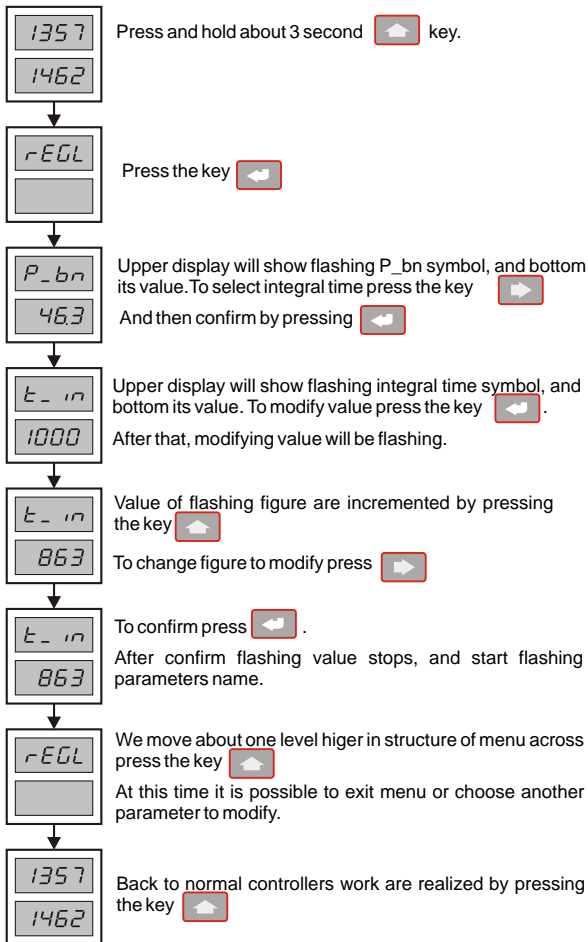 1357
1462
Press and hold about 3 second key.
rEGL
Press the key
P_bn
46.3
Upper display will show flashing P_bn symbol, and bottom
its value.To select integral time press the key
And then confirm by pressing
t_ in
1000
Upper display will show flashing integral time symbol, and
bottom its value. To modify value press the key .
After that, modifying value will be flashing.
t_ in
863
Value of flashing figure are incremented by pressing
the key
To change figure to modify press
t_ in
863
To confirm press .
After confirm flashing value stops, and start flashing
parameters name.
rEGL
We move about one level higer in structure of menu across
press the key
At this time it is possible to exit menu or choose another
parameter to modify.
1357
1462
Back to normal controllers work are realized by pressing
the key